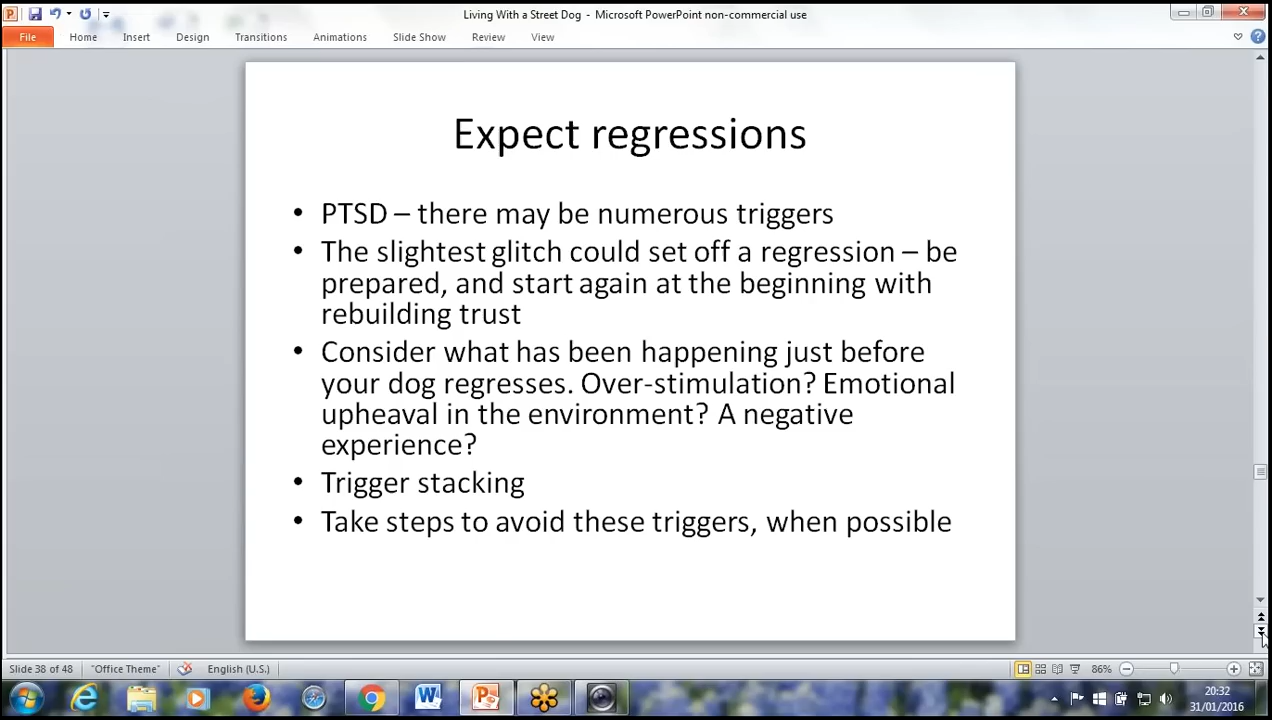 Living With a Street Dog - Microsoft PowerPoint non-commercial use
File Home Insert Design Transitions Animations Slide Show Review View
Expect regressions
• PTSD – there may be numerous triggers
• The slightest glitch could set off a regression – be
prepared, and start again at the beginning with
rebuilding trust
• Consider what has been happening just before
your dog regresses. Over-stimulation? Emotional
upheaval in the environment? A negative
experience?
• Trigger stacking
• Take steps to avoid these triggers, when possible
Slide 38 of 48 "Office Theme" English (U.S.) 86%
20:32
31/01/2016